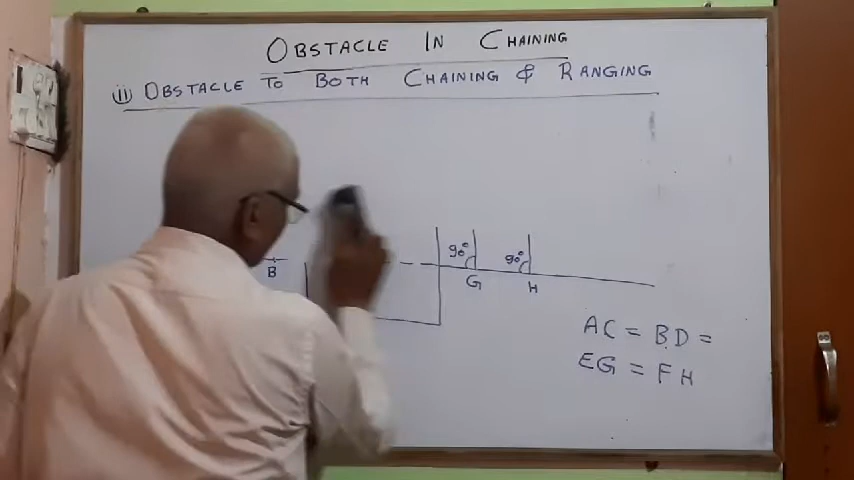 OBSTACLE IN CHAINING
(ii) OBSTACLE TO BOTH CHAINING & RANGING
90° 90°
B G H
AC = BD =
EG = FH